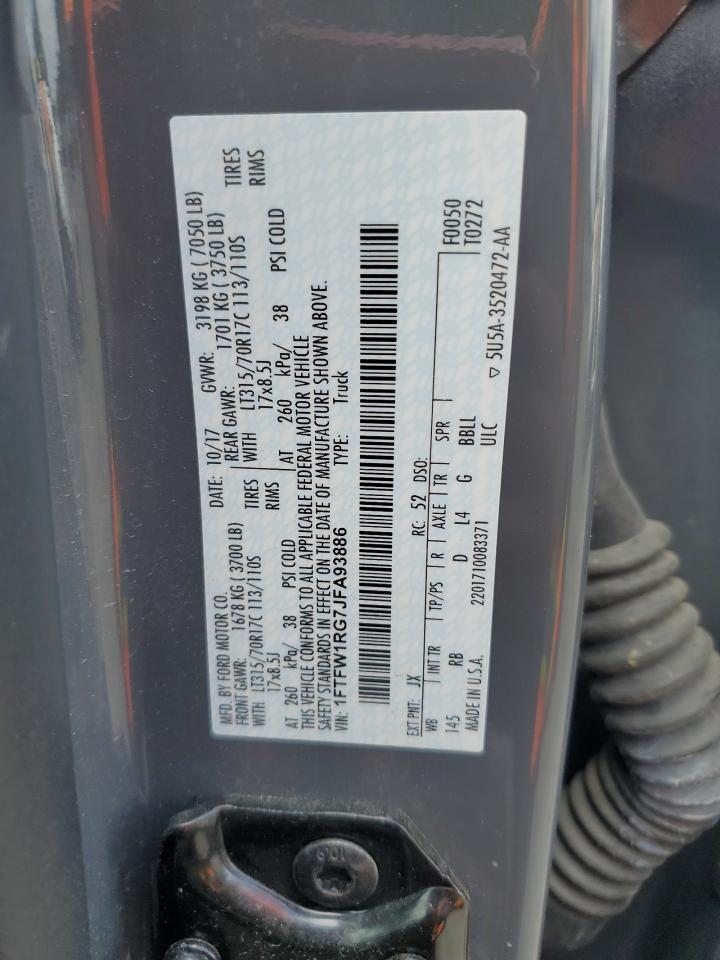 MFD. BY FORD MOTOR CO. DATE: 10/17 GVWR: 3198 KG ( 7050 LB)
FRONT GAWR: 1678 KG ( 3700 LB) REAR GAWR: 1701 KG ( 3750 LB)
WITH LT315/70R17C 113/110S TIRES WITH LT315/70R17C 113/110S TIRES
17x8.5J RIMS 17x8.5J RIMS
AT 260 kPa/ 38 PSI COLD AT 260 kPa/ 38 PSI COLD
THIS VEHICLE CONFORMS TO ALL APPLICABLE FEDERAL MOTOR VEHICLE
SAFETY STANDARDS IN EFFECT ON THE DATE OF MANUFACTURE SHOWN ABOVE.
VIN: 1FTFW1RG7JFA93886 TYPE: Truck
EXT PNT: JX RC: 52 DSO: F0050
WB INT TR TP/PS R AXLE TR SPR T0272
145 RB D L4 G BBLL
MADE IN U.S.A. 2201710083371 ULC ▽ 5U5A-3520472-AA